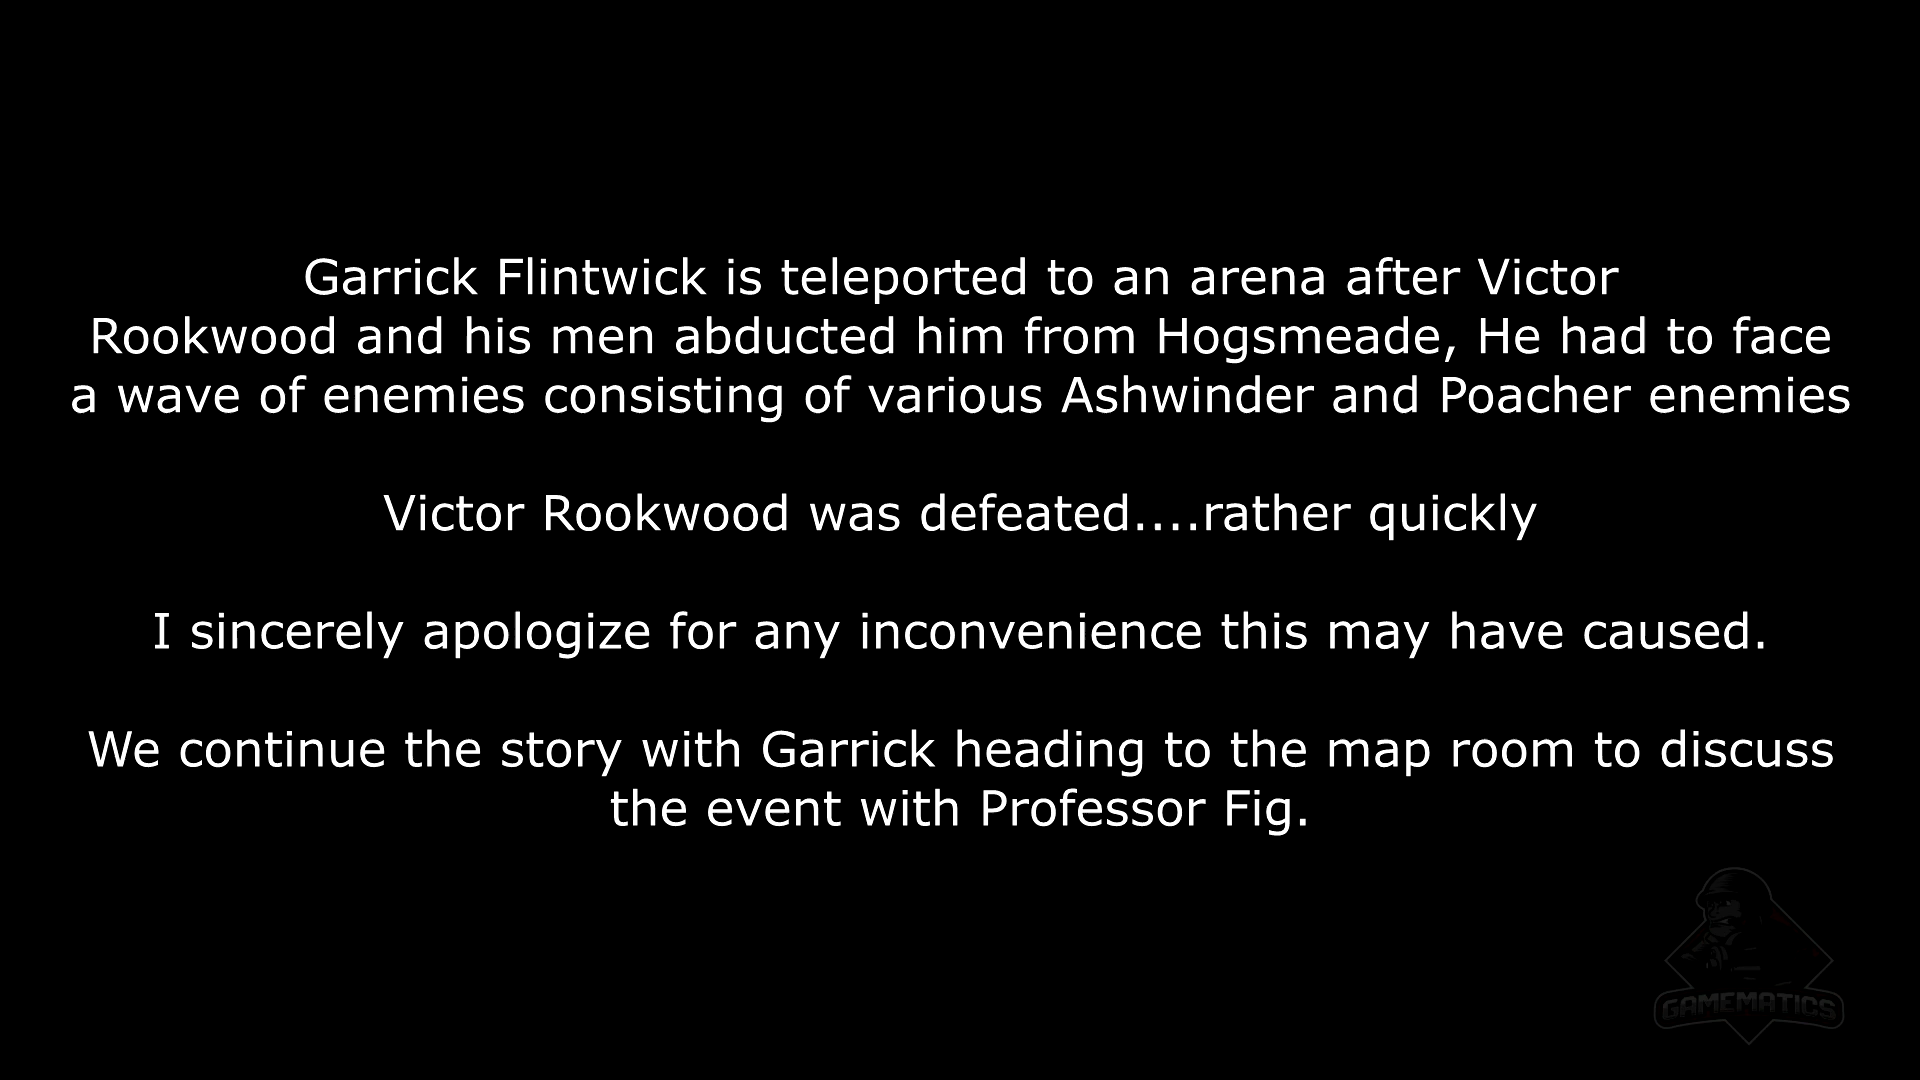 Garrick Flintwick is teleported to an arena after Victor
Rookwood and his men abducted him from Hogsmeade, He had to face
a wave of enemies consisting of various Ashwinder and Poacher enemies
Victor Rookwood was defeated....rather quickly
I sincerely apologize for any inconvenience this may have caused.
We continue the story with Garrick heading to the map room to discuss
the event with Professor Fig.
GAMEMATICS